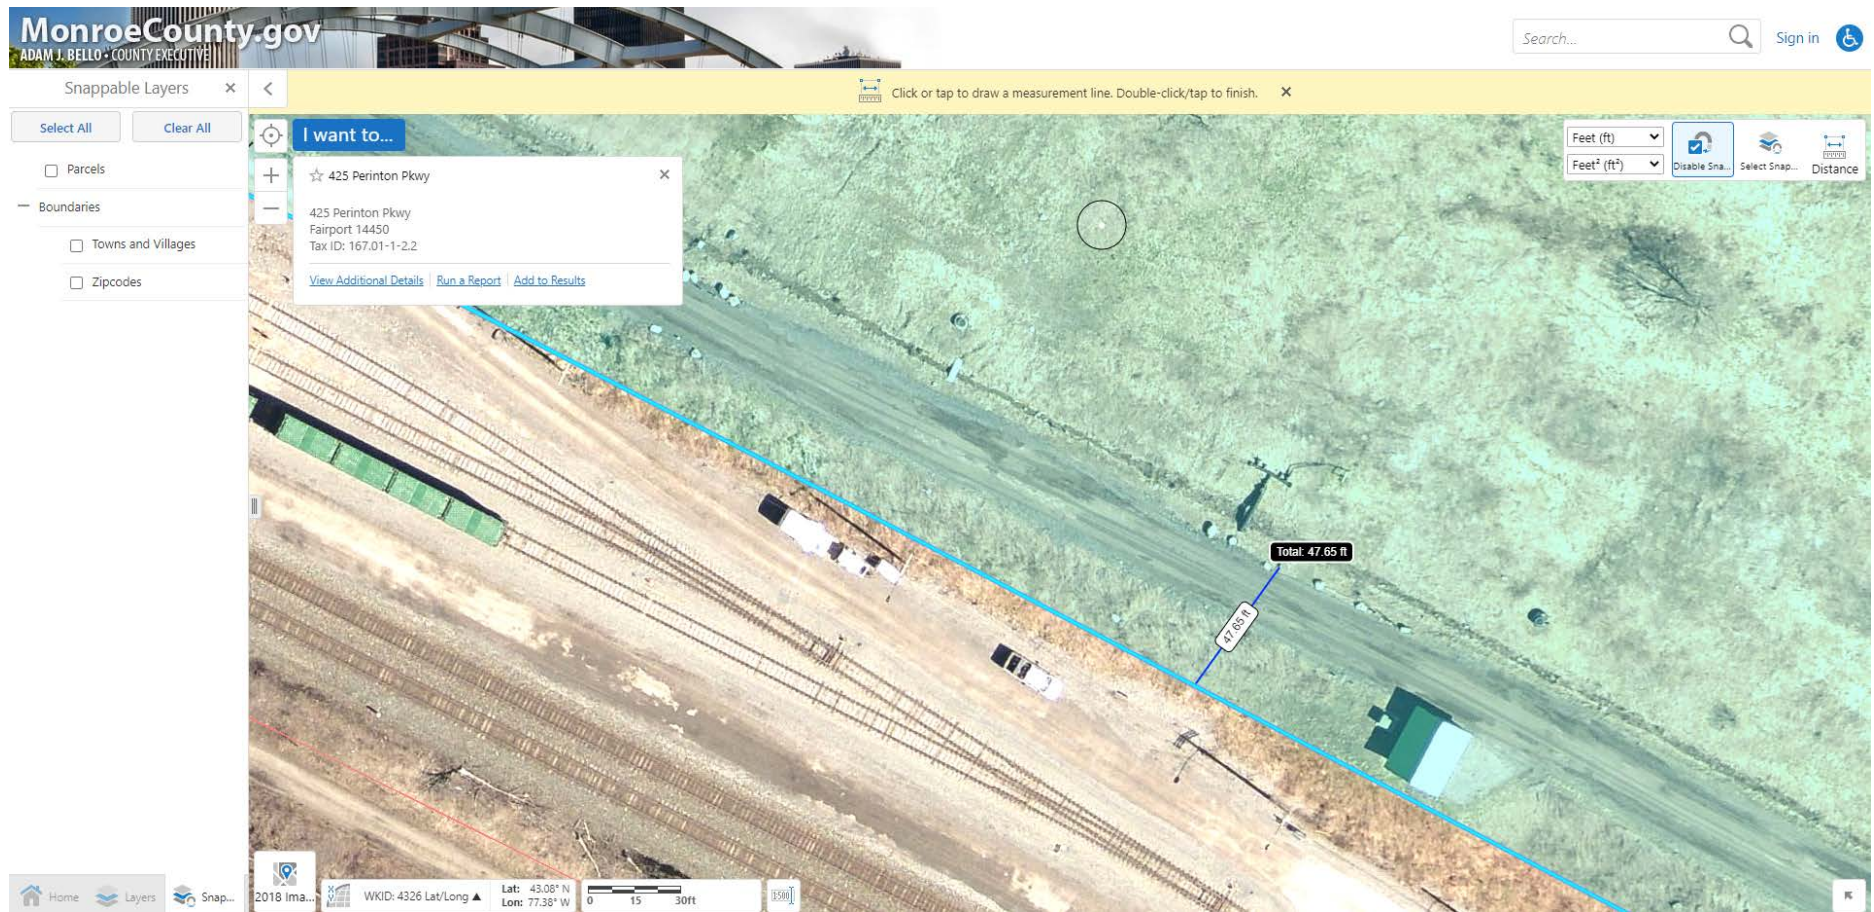 MonroeCounty.gov
ADAM J. BELLO • COUNTY EXECUTIVE
Search...
Sign in
Snappable Layers
Click or tap to draw a measurement line. Double-click/tap to finish.
Select All
Clear All
I want to...
Feet (ft)
Feet² (ft²)
Disable Sna...
Select Snap...
Distance
Parcels
Boundaries
Towns and Villages
Zipcodes
425 Perinton Pkwy
425 Perinton Pkwy
Fairport 14450
Tax ID: 167.01-1-2.2
View Additional Details
Run a Report
Add to Results
Total: 47.65 ft
47.65 ft
Home
Layers
Snap...
2018 Ima...
WKID: 4326 Lat/Long
Lat: 43.08° N
Lon: 77.38° W
0 15 30ft